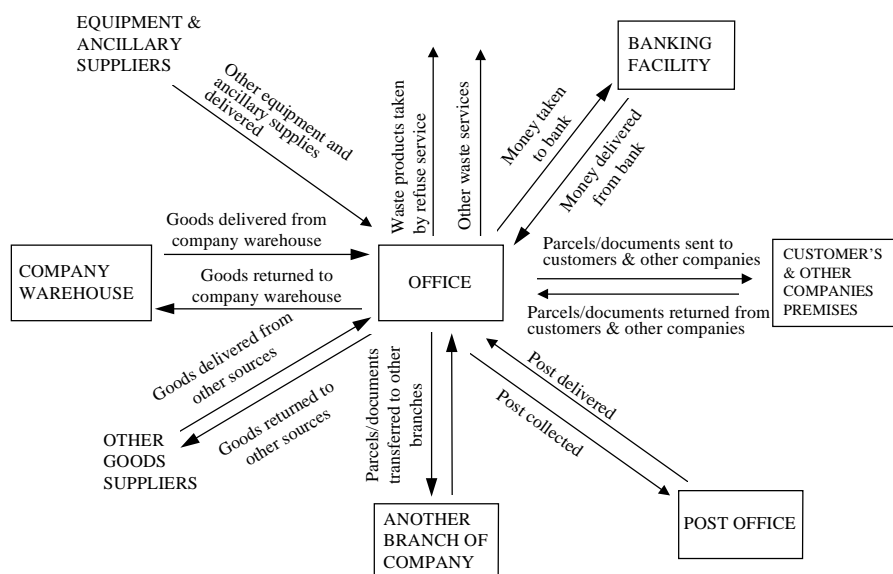 EQUIPMENT &
ANCILLARY
SUPPLIERS
Other equipment and
ancillary supplies
delivered
Waste products taken
by refuse service
Other waste services
Money taken
to bank
Money delivered
from bank
BANKING
FACILITY
Goods delivered from
company warehouse
COMPANY
WAREHOUSE
Goods returned to
company warehouse
OFFICE
Parcels/documents sent to
customers & other companies
Parcels/documents returned from
customers & other companies
CUSTOMER'S
& OTHER
COMPANIES
PREMISES
Goods delivered from
other sources
Goods returned to
other sources
OTHER
GOODS
SUPPLIERS
Parcels/documents
transferred to other
branches
Post delivered
Post collected
ANOTHER
BRANCH OF
COMPANY
POST OFFICE